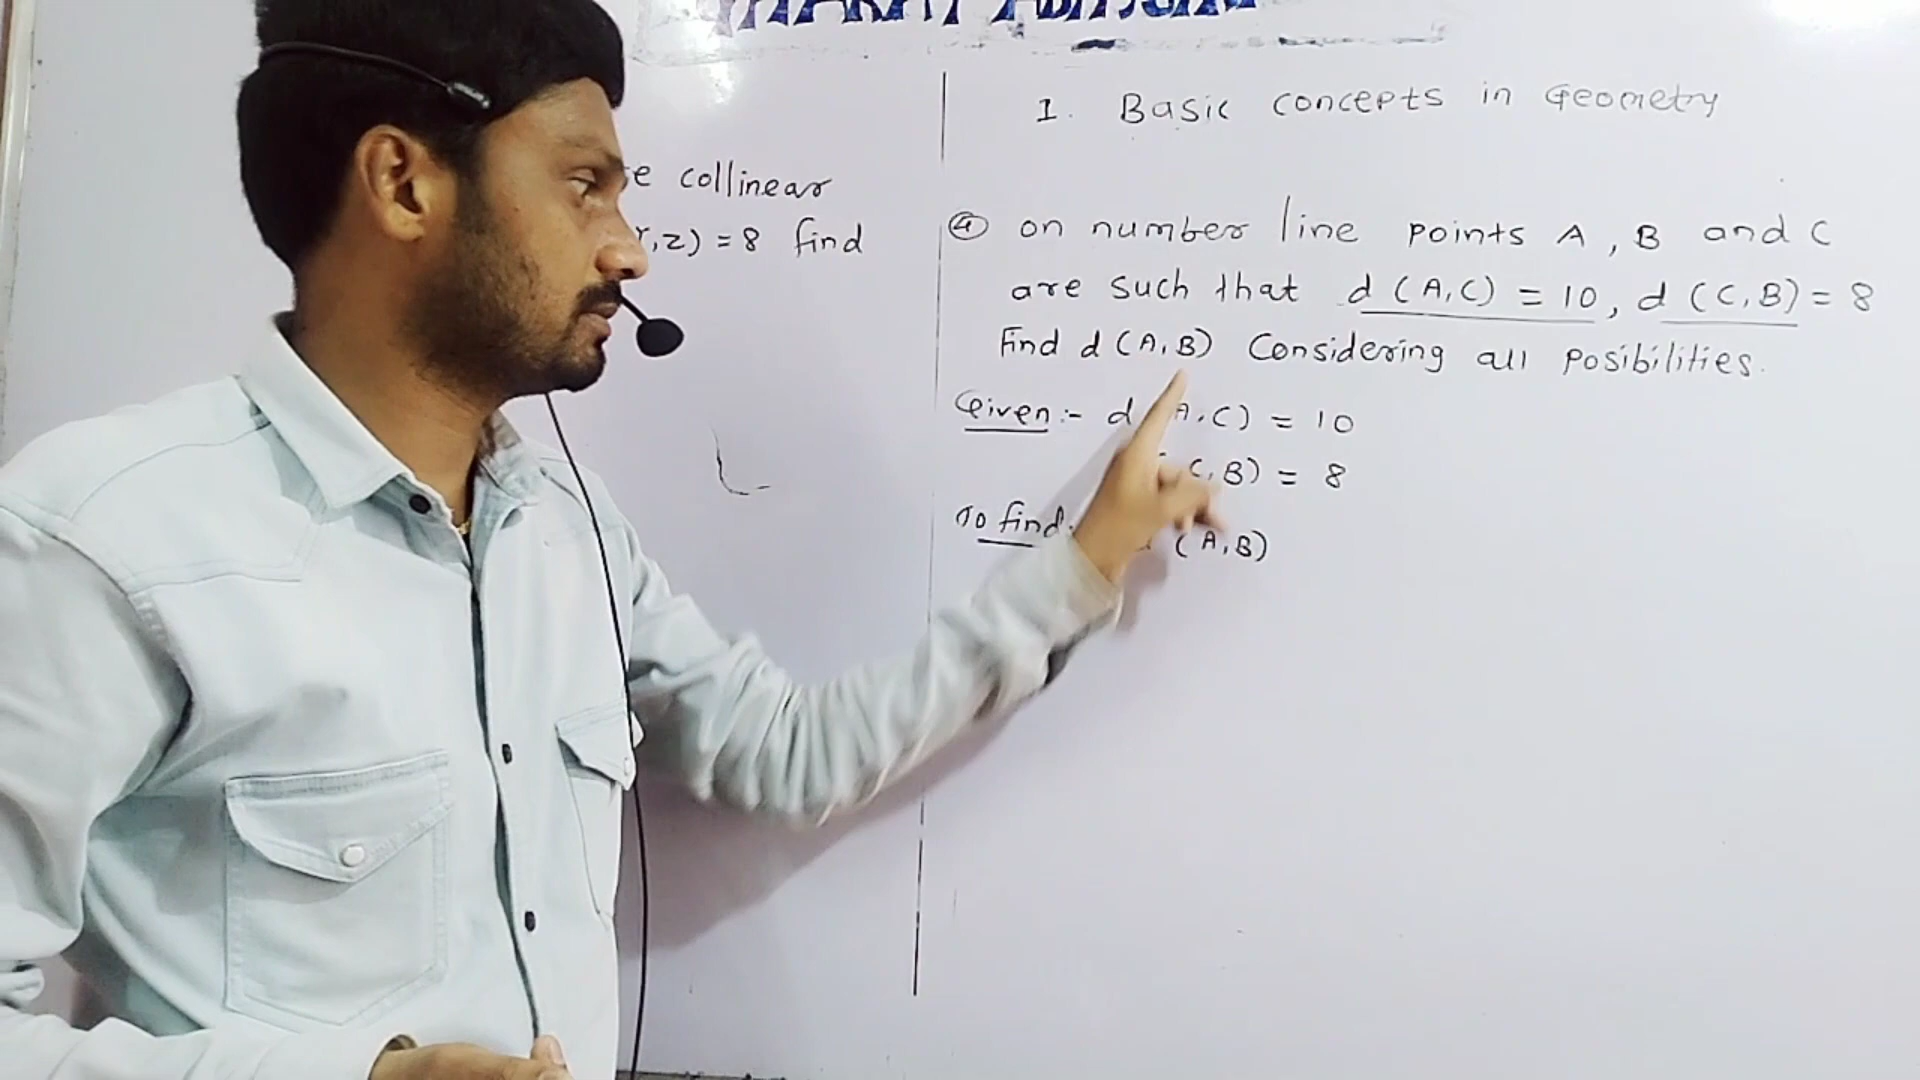 collinear
,z) = 8 find
1. Basic concepts in Geometry
④ on number line points A, B and C
are such that d (A,C) = 10, d (C,B) = 8
Find d (A,B) Considering all posibilities.
Given :- d A,C) = 10
C,B) = 8
To find.
(A,B)